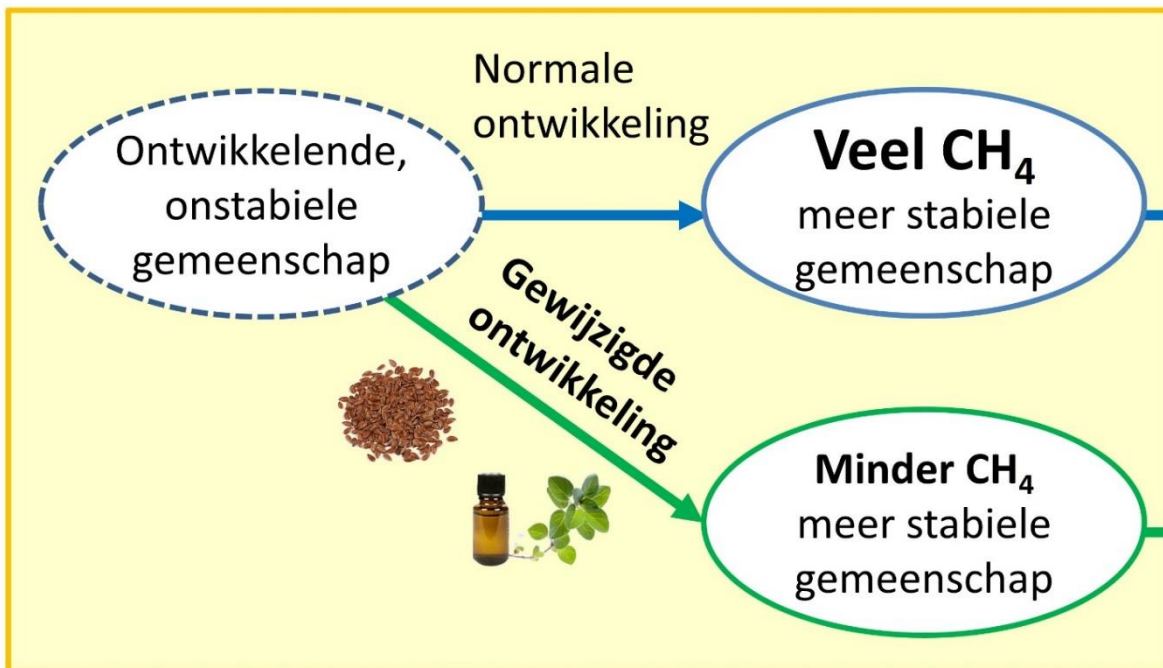 Normale
ontwikkeling
Ontwikkelende,
onstabiele
gemeenschap
Veel CH₄
meer stabiele
gemeenschap
Gewijzigde
ontwikkeling
Minder CH₄
meer stabiele
gemeenschap